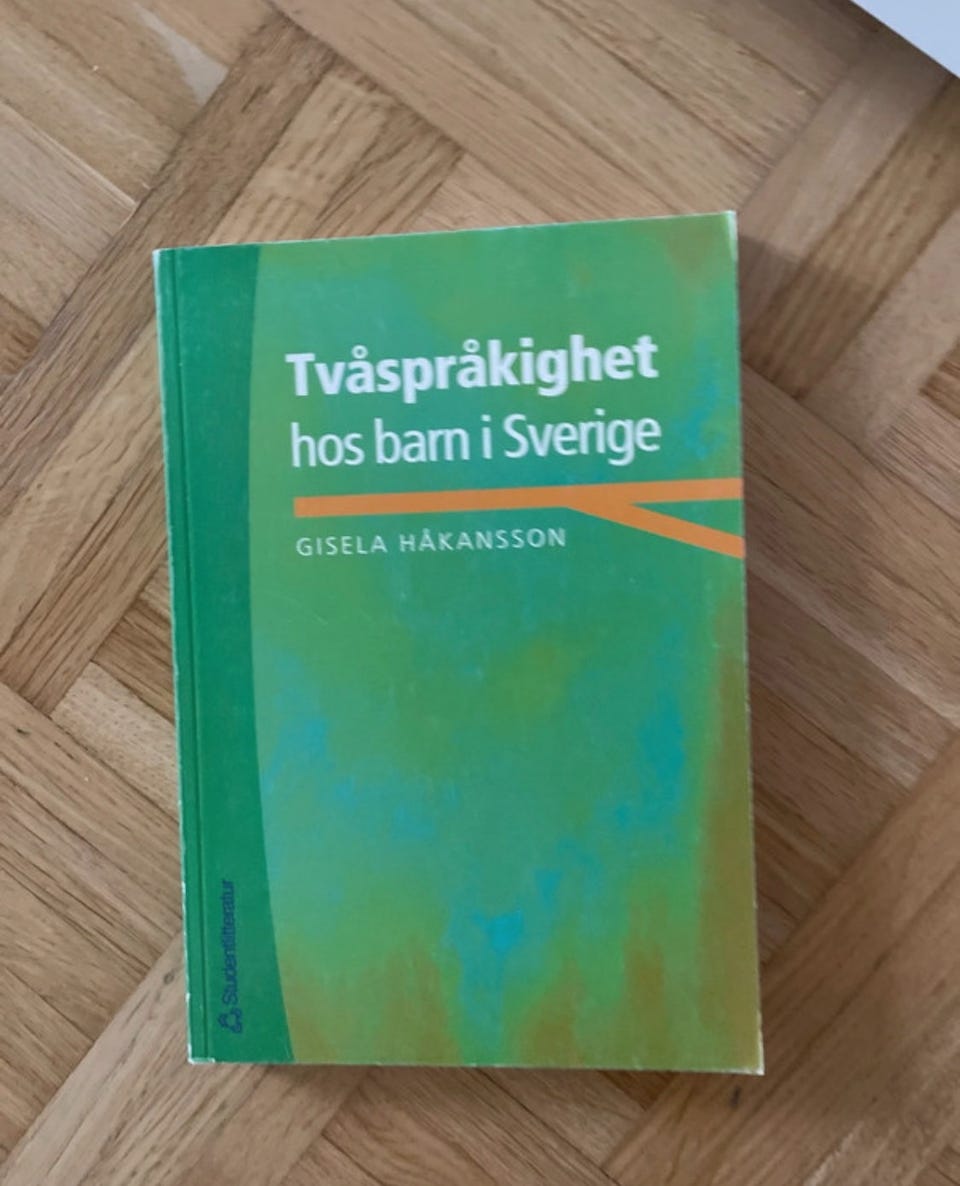 Tvåspråkighet
hos barn i Sverige
GISELA HÅKANSSON
Studentlitteratur